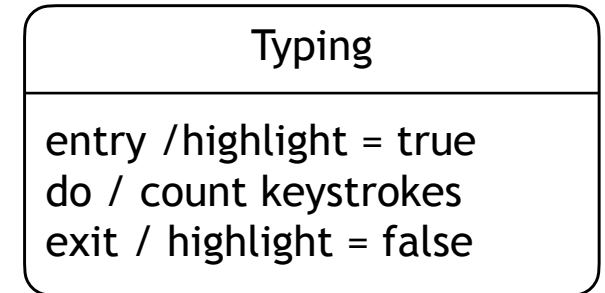 Typing
entry /highlight = true
do / count keystrokes
exit / highlight = false